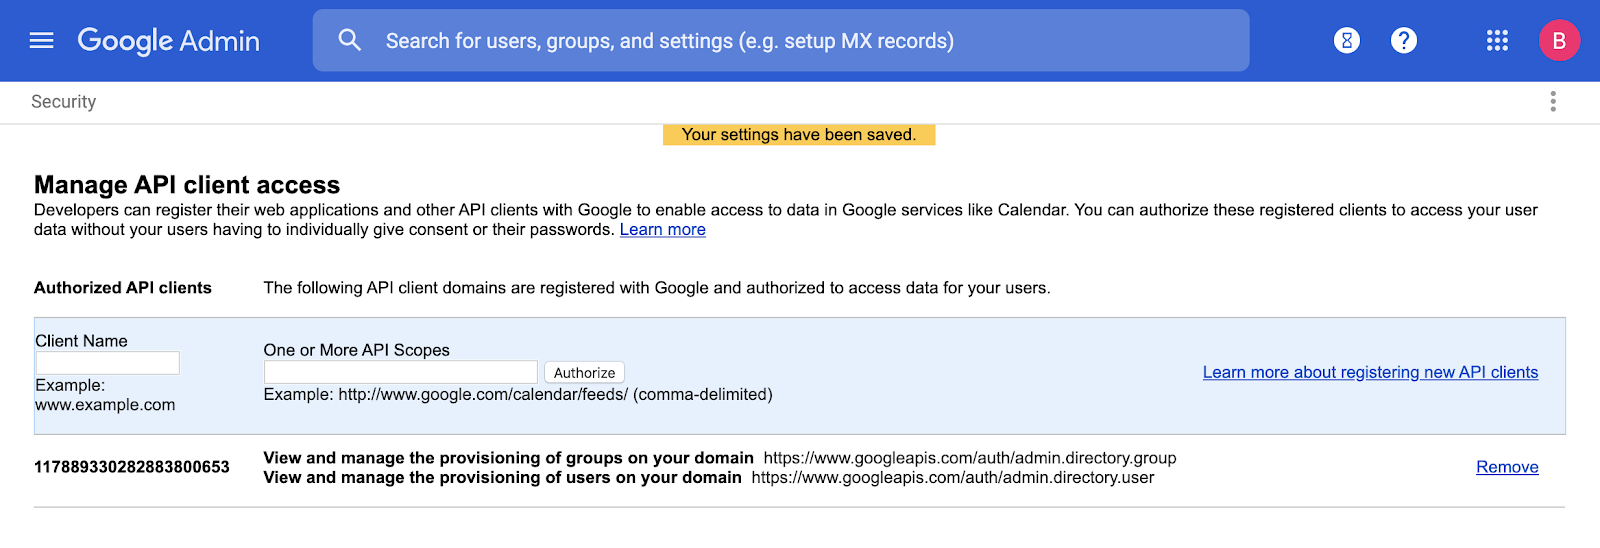 Google Admin
Search for users, groups, and settings (e.g. setup MX records)
B
Security
Your settings have been saved.
Manage API client access
Developers can register their web applications and other API clients with Google to enable access to data in Google services like Calendar. You can authorize these registered clients to access your user
data without your users having to individually give consent or their passwords. Learn more
Authorized API clients
The following API client domains are registered with Google and authorized to access data for your users.
Client Name
Example:
www.example.com
One or More API Scopes
Authorize
Example: http://www.google.com/calendar/feeds/ (comma-delimited)
Learn more about registering new API clients
117889330282883800653
View and manage the provisioning of groups on your domain https://www.googleapis.com/auth/admin.directory.group
View and manage the provisioning of users on your domain https://www.googleapis.com/auth/admin.directory.user
Remove